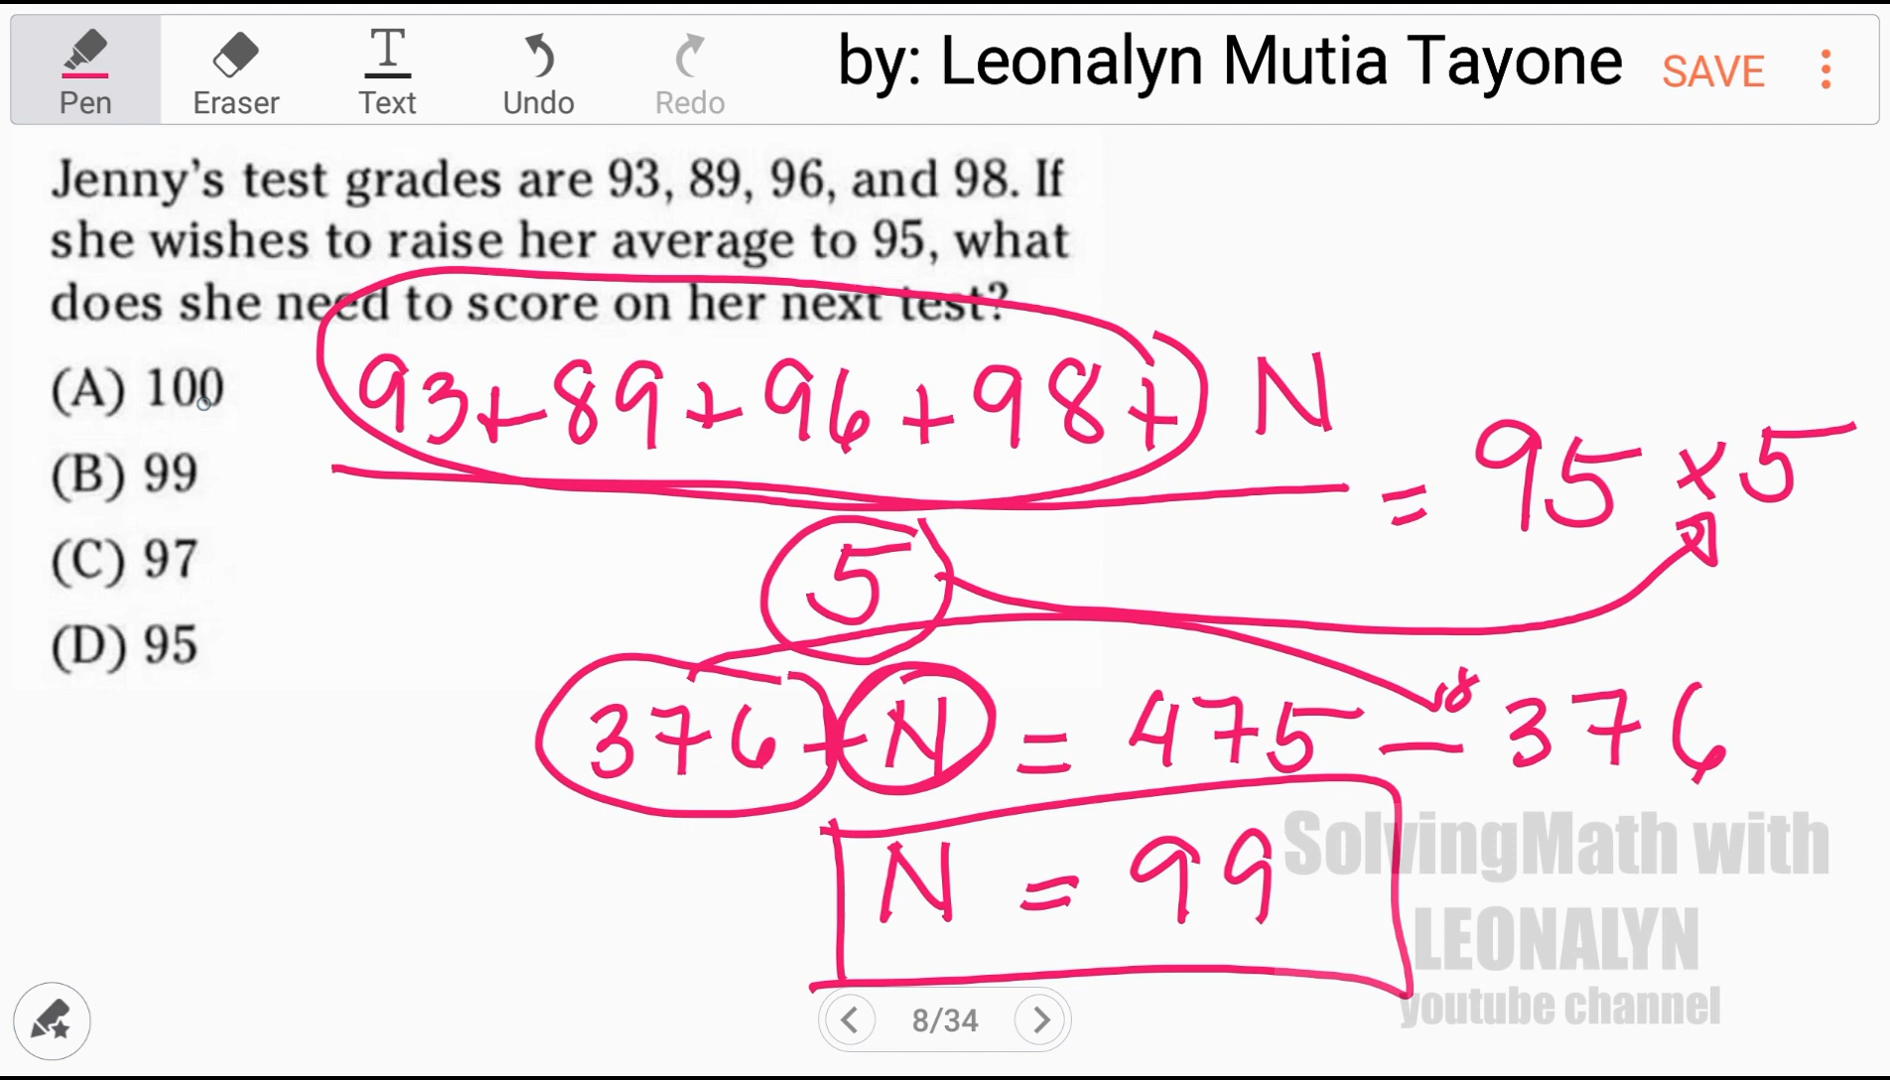 Pen
Eraser
T
Text
Undo
Redo
by: Leonalyn Mutia Tayone
SAVE
Jenny’s test grades are 93, 89, 96, and 98. If
she wishes to raise her average to 95, what
does she need to score on her next test?
(A) 100
(B) 99
(C) 97
(D) 95
93+89+96+98+ N
= 95 × 5
5
376 + N = 475 - 376
N = 99
SolvingMath with
LEONALYN
youtube channel
8/34